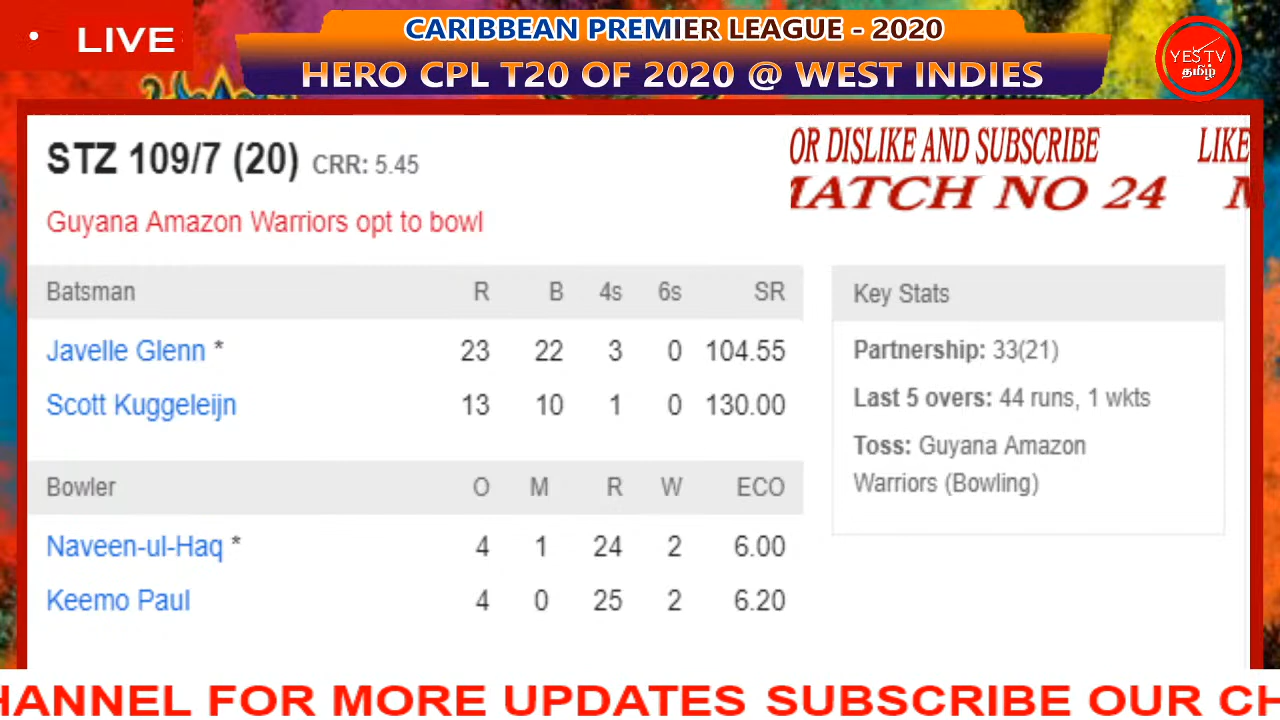 LIVE
CARIBBEAN PREMIER LEAGUE - 2020
HERO CPL T20 OF 2020 @ WEST INDIES
YES TV
தமிழ்
STZ 109/7 (20) CRR: 5.45
OR DISLIKE AND SUBSCRIBE LIKE
MATCH NO 24 M
Guyana Amazon Warriors opt to bowl
Batsman R B 4s 6s SR
Javelle Glenn * 23 22 3 0 104.55
Scott Kuggeleijn 13 10 1 0 130.00
Bowler O M R W ECO
Naveen-ul-Haq * 4 1 24 2 6.00
Keemo Paul 4 0 25 2 6.20
Key Stats
Partnership: 33(21)
Last 5 overs: 44 runs, 1 wkts
Toss: Guyana Amazon
Warriors (Bowling)
HANNEL FOR MORE UPDATES SUBSCRIBE OUR CH